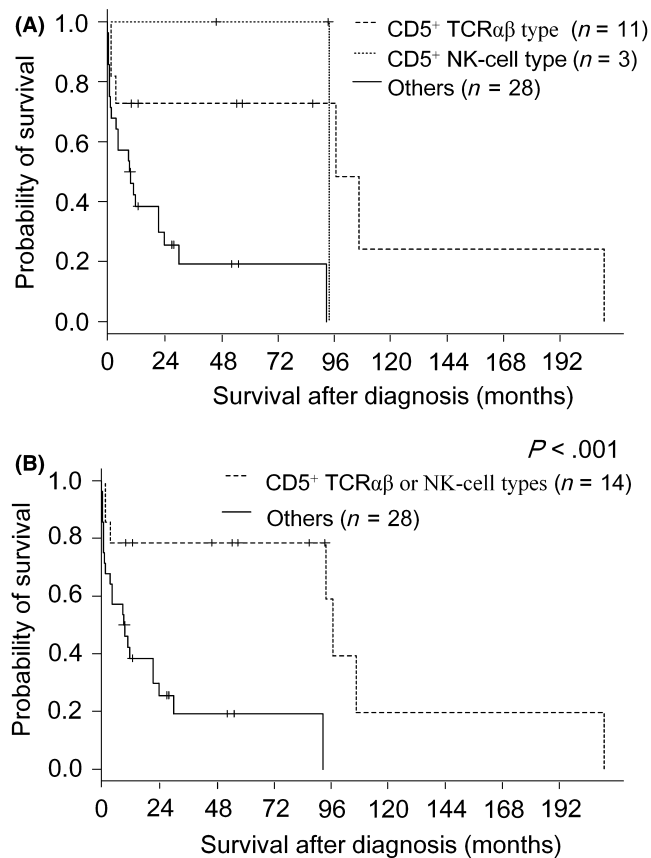 (A)
CD5⁺ TCRαβ type (n = 11)
CD5⁺ NK-cell type (n = 3)
Others (n = 28)
Probability of survival
1.0
0.8
0.6
0.4
0.2
0.0
0 24 48 72 96 120 144 168 192
Survival after diagnosis (months)
(B)
P < .001
CD5⁺ TCRαβ or NK-cell types (n = 14)
Others (n = 28)
Probability of survival
1.0
0.8
0.6
0.4
0.2
0.0
0 24 48 72 96 120 144 168 192
Survival after diagnosis (months)